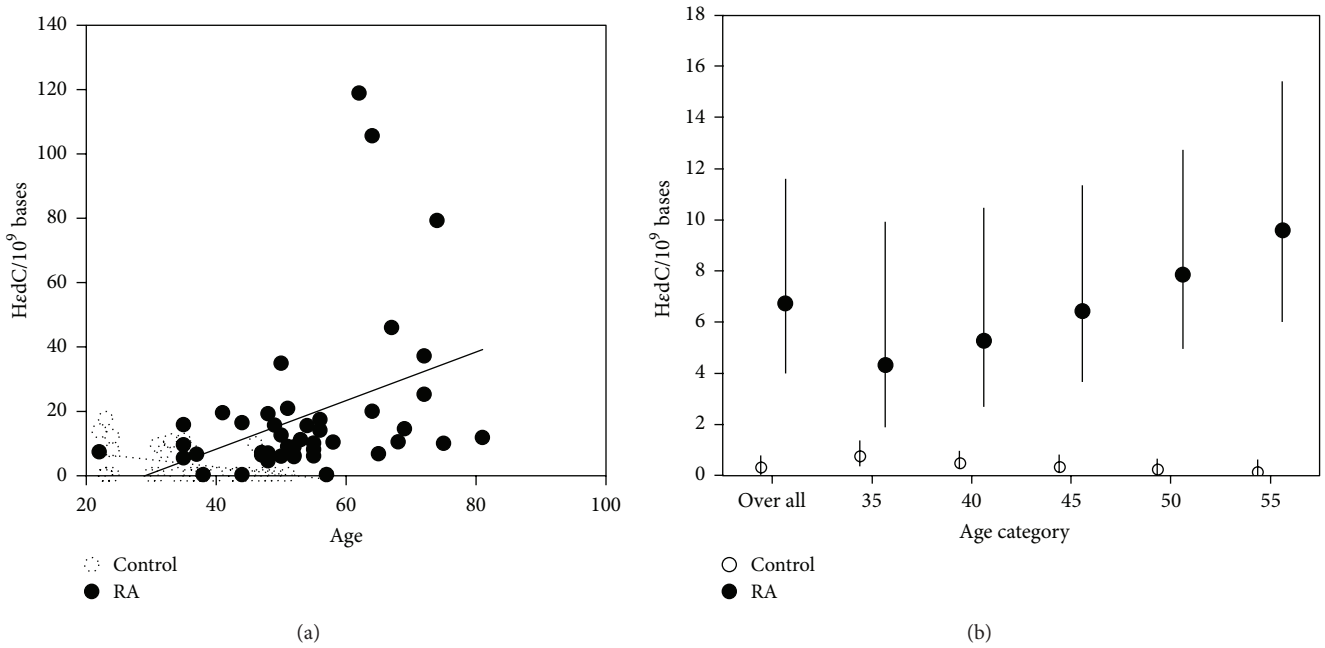 140
120
100
80
60
40
20
0
HεdC/10⁹ bases
20 40 60 80 100
Age
Control
RA
(a)
18
16
14
12
10
8
6
4
2
0
HεdC/10⁹ bases
Over all 35 40 45 50 55
Age category
Control
RA
(b)